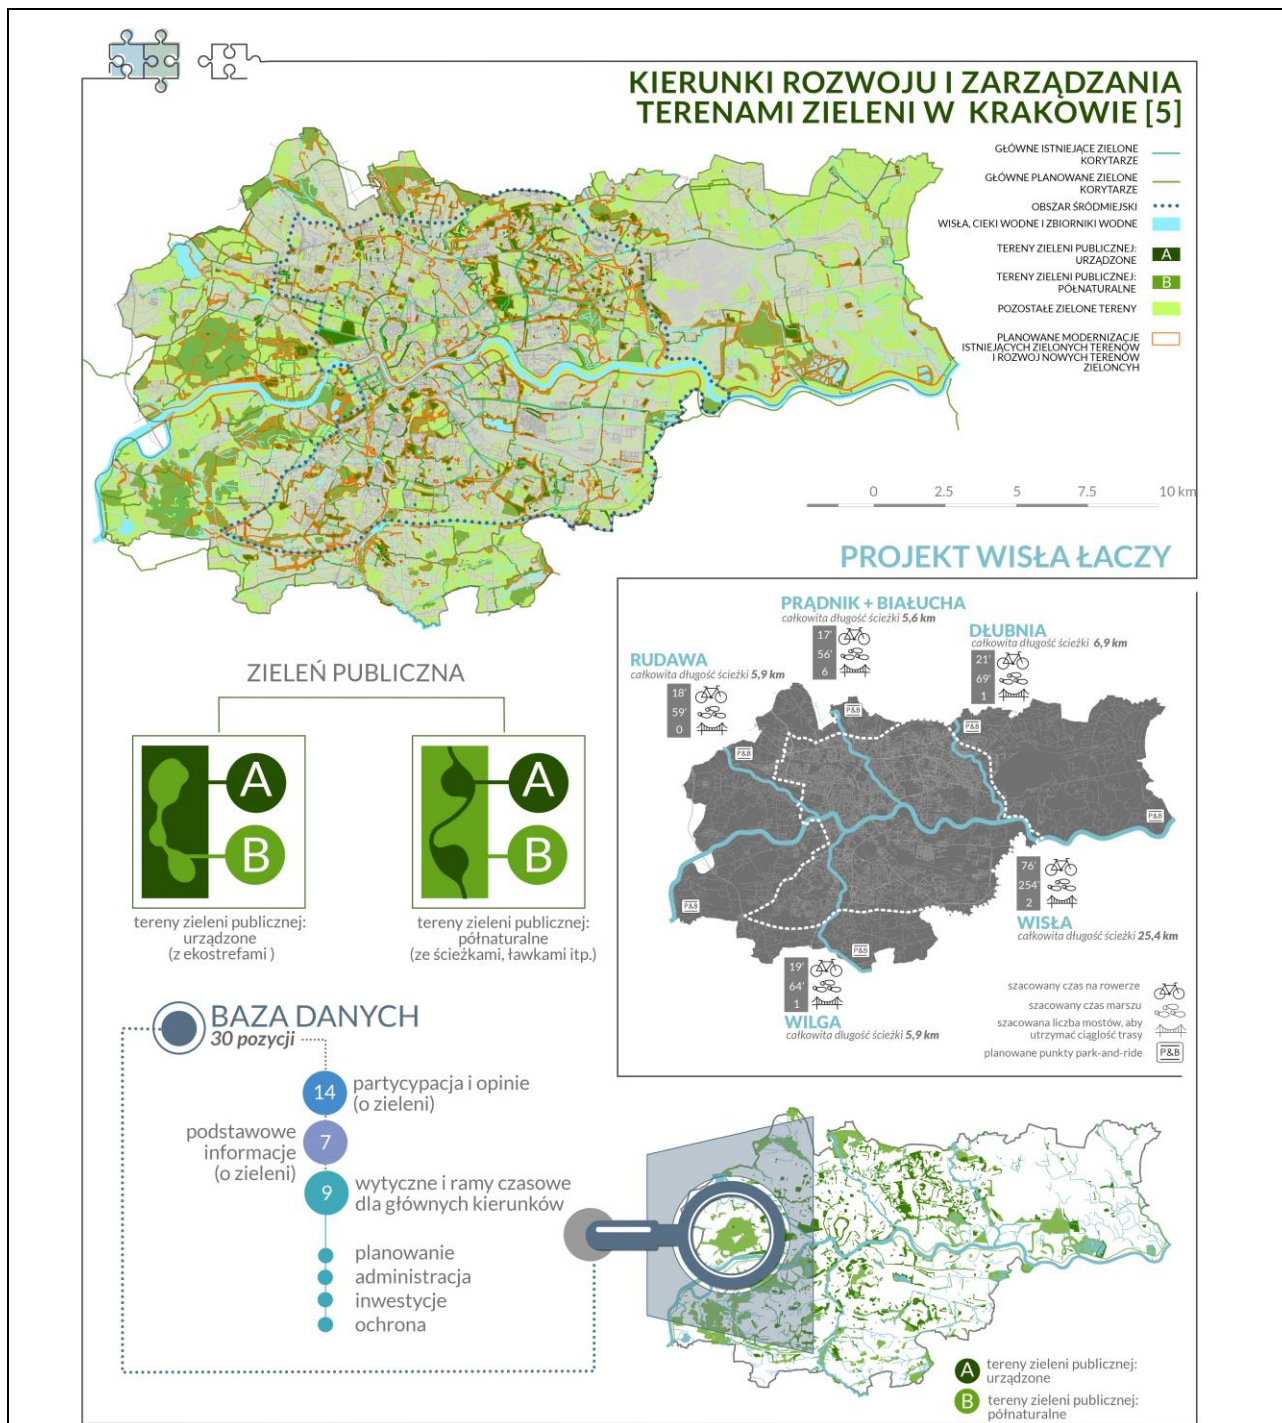 KIERUNKI ROZWOJU I ZARZĄDZANIA
TERENAMI ZIELENI W KRAKOWIE [5]
GŁÓWNE ISTNIEJĄCE ZIELONE
KORYTARZE
GŁÓWNE PLANOWANE ZIELONE
KORYTARZE
OBSZAR ŚRÓDMIEJSKI
WISŁA, CIEKI WODNE I ZBIORNIKI WODNE
TERENY ZIELENI PUBLICZNEJ:
URZĄDZONE
A
TERENY ZIELENI PUBLICZNEJ:
PÓŁNATURALNE
B
POZOSTAŁE ZIELONE TERENY
PLANOWANE MODERNIZACJE
ISTNIEJĄCYCH ZIELONYCH TERENÓW
I ROZWOJ NOWYCH TERENÓW
ZIELONCYH
0 2.5 5 7.5 10 km
PROJEKT WISŁA ŁACZY
PRĄDNIK + BIAŁUCHA
całkowita długość ścieżki 5,6 km
17'
56'
6
DŁUBNIA
całkowita długość ścieżki 6,9 km
21'
69'
1
RUDAWA
całkowita długość ścieżki 5,9 km
18'
59'
0
P&B
P&B
P&B
P&B
P&B
P&B
76'
254'
2
WISŁA
całkowita długość ścieżki 25,4 km
19'
64'
1
WILGA
całkowita dlugość ścieżki 5,9 km
szacowany czas na rowerze
szacowany czas marszu
szacowana liczba mostów, aby
utrzymać ciągłość trasy
planowane punkty park-and-ride
P&B
ZIELEŃ PUBLICZNA
A
B
tereny zieleni publicznej:
urządzone
(z ekostrefami )
A
B
tereny zieleni publicznej:
półnaturalne
(ze ścieżkami, ławkami itp.)
BAZA DANYCH
30 pozycji
14
partycypacja i opinie
(o zieleni)
podstawowe
informacje
(o zieleni)
7
9
wytyczne i ramy czasowe
dla głównych kierunków
planowanie
administracja
inwestycje
ochrona
A
tereny zieleni publicznej:
urządzone
B
tereny zieleni publicznej:
półnaturalne